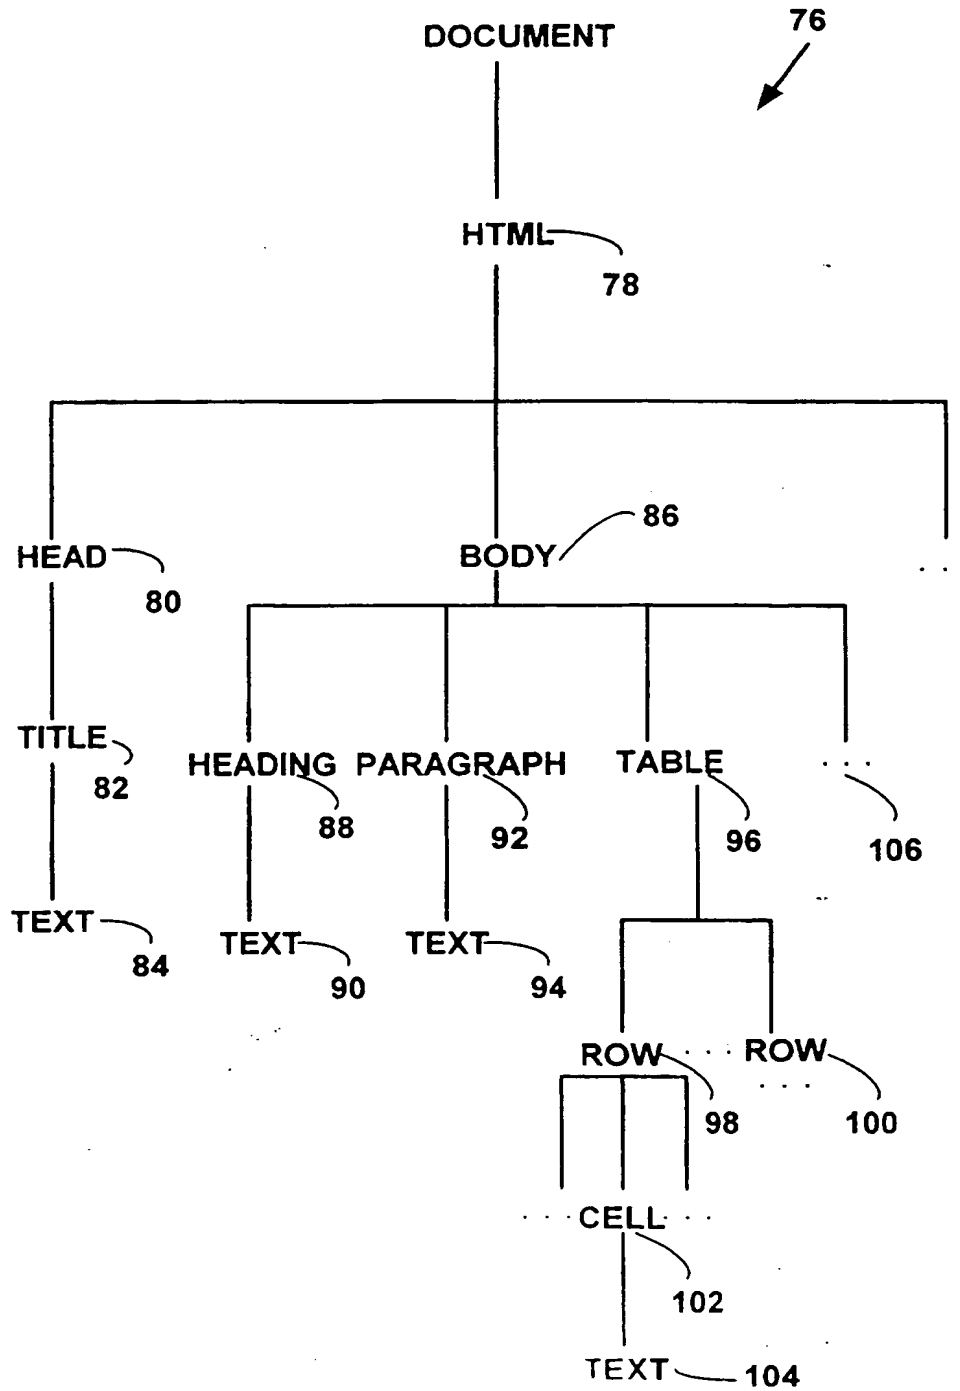 76
DOCUMENT
HTML
78
86
HEAD
BODY
. .
80
TITLE
HEADING PARAGRAPH TABLE . . .
82
88
92
96
106
TEXT
TEXT
TEXT
84
90
94
ROW . . . ROW
. . .
98
100
. . . CELL . . .
102
TEXT
104